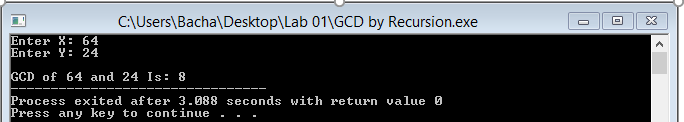 C:\Users\Bacha\Desktop\Lab 01\GCD by Recursion.exe
Enter X: 64
Enter Y: 24
GCD of 64 and 24 Is: 8
--------------------------------
Process exited after 3.088 seconds with return value 0
Press any key to continue . . .